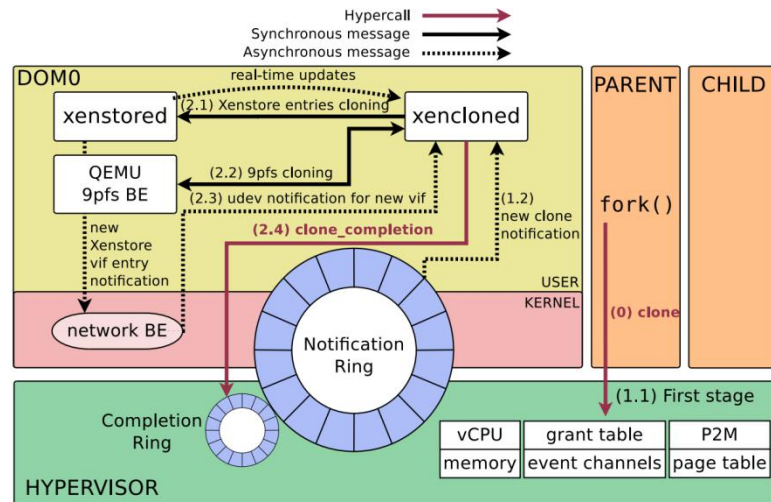 Hypercall
Synchronous message
Asynchronous message
DOM0
real-time updates
xenstored
(2.1) Xenstore entries cloning
xencloned
QEMU
9pfs BE
(2.2) 9pfs cloning
(2.3) udev notification for new vif
(1.2)
new clone
notification
new
Xenstore
vif entry
notification
(2.4) clone_completion
USER
KERNEL
network BE
Notification
Ring
PARENT
CHILD
fork()
(0) clone
(1.1) First stage
Completion
Ring
vCPU
grant table
P2M
memory
event channels
page table
HYPERVISOR